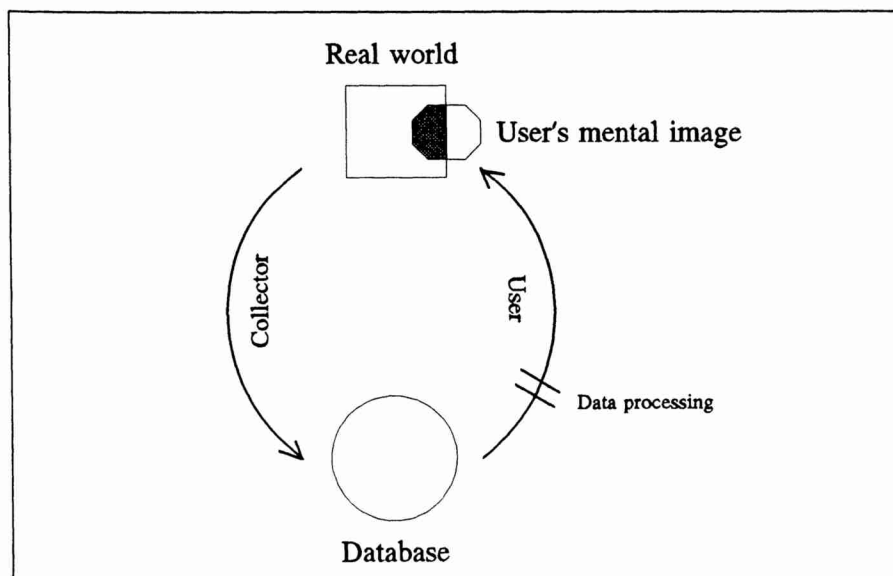 Real world
User's mental image
Collector
User
Data processing
Database